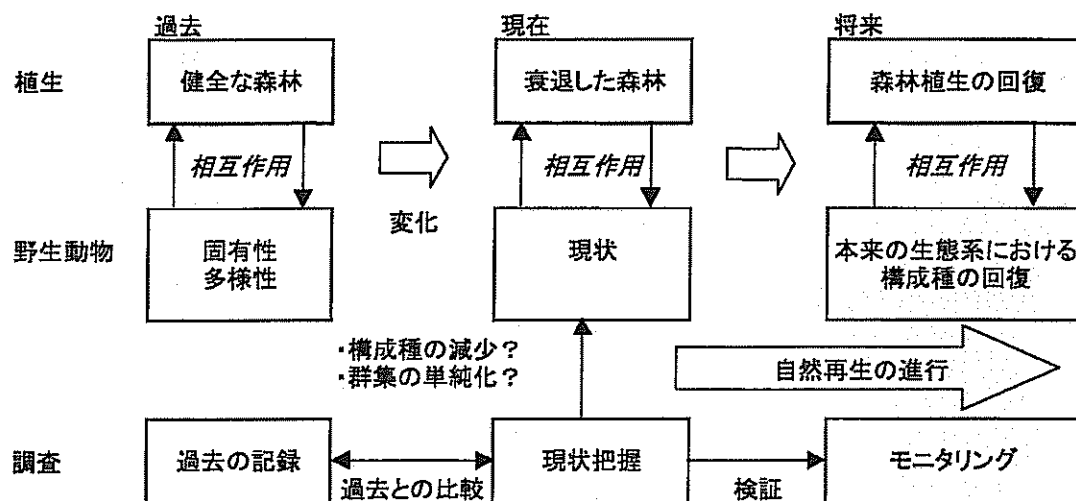 過去
現在
将来
植生
健全な森林
衰退した森林
森林植生の回復
相互作用
相互作用
相互作用
変化
野生動物
固有性
多様性
現状
本来の生態系における
構成種の回復
・構成種の減少?
・群集の単純化?
自然再生の進行
調査
過去の記録
過去との比較
現状把握
検証
モニタリング